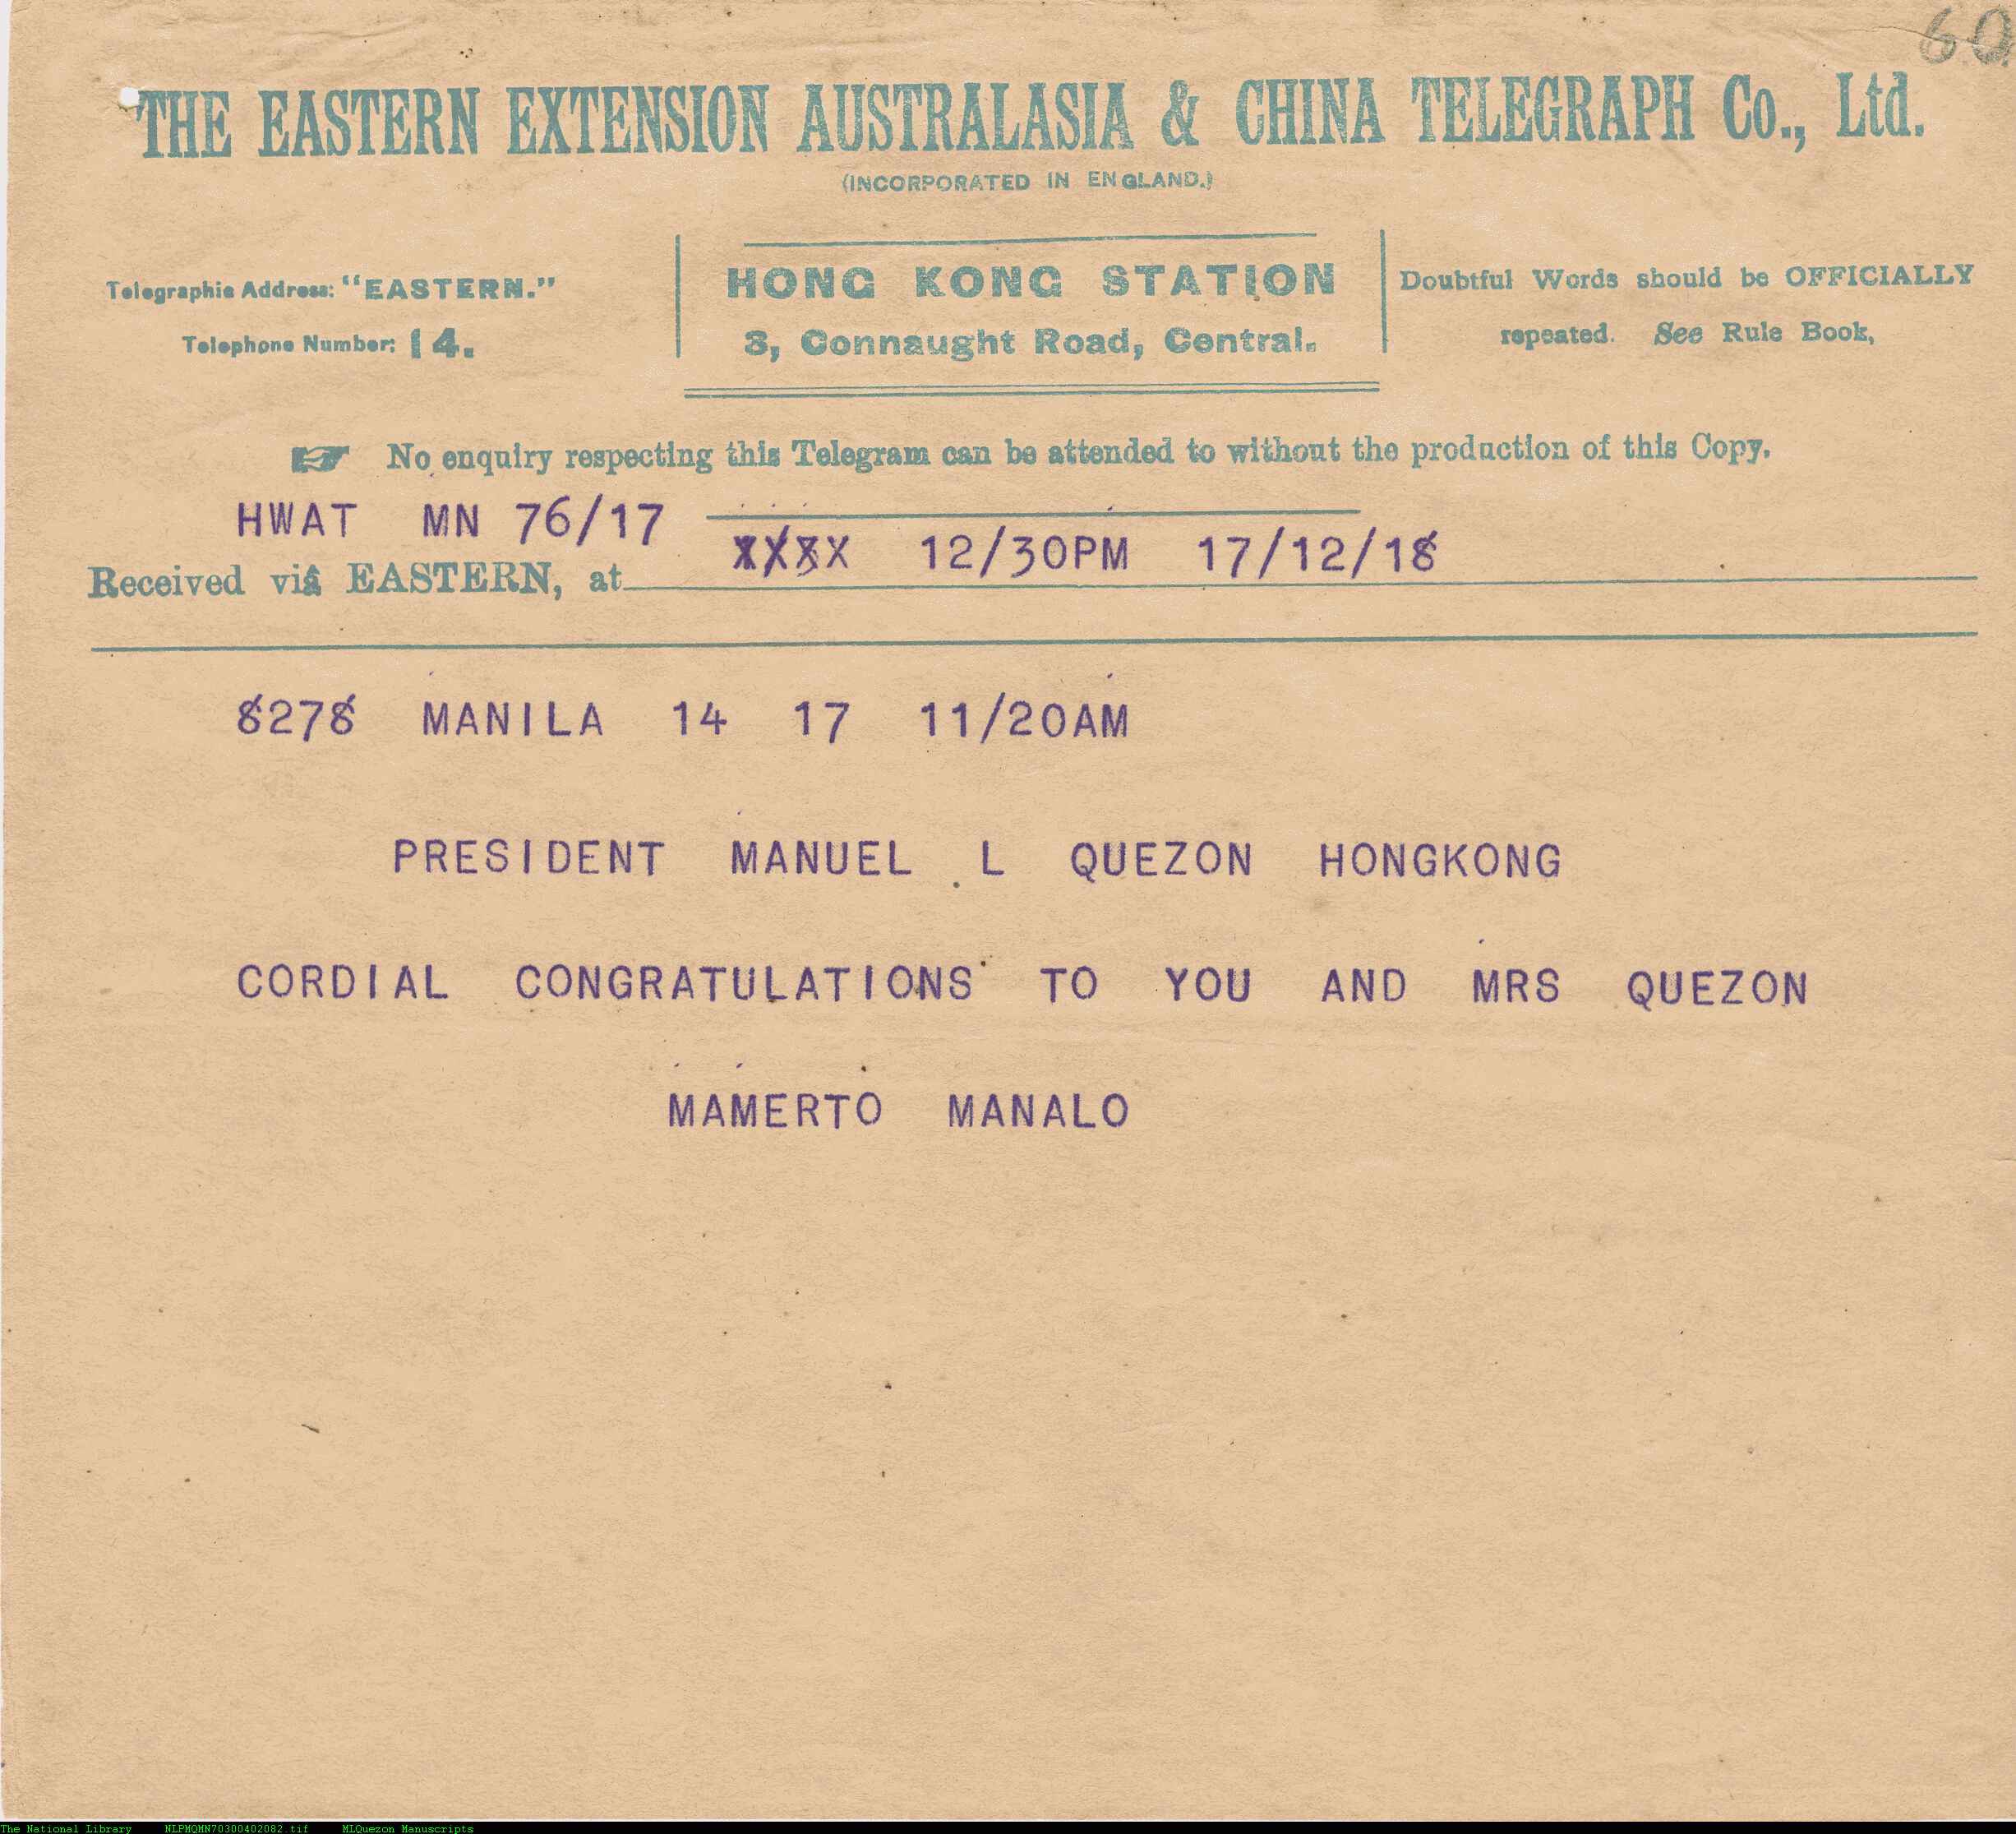 60
THE EASTERN EXTENSION AUSTRALASIA & CHINA TELEGRAPH Co., Ltd.
(INCORPORATED IN ENGLAND.)
Telegraphic Address: "EASTERN."
Telephone Number: 14.
HONG KONG STATION
3, Connaught Road, Central.
Doubtful Words should be OFFICIALLY
repeated. See Rule Book,
☞ No enquiry respecting this Telegram can be attended to without the production of this Copy.
HWAT MN 76/17
XXXX 12/30PM 17/12/18
Received viâ EASTERN, at
8278 MANILA 14 17 11/20AM
PRESIDENT MANUEL L QUEZON HONGKONG
CORDIAL CONGRATULATIONS TO YOU AND MRS QUEZON
MAMERTO MANALO
The National Library NLPMQMN70300402082.tif MLQuezon Manuscripts